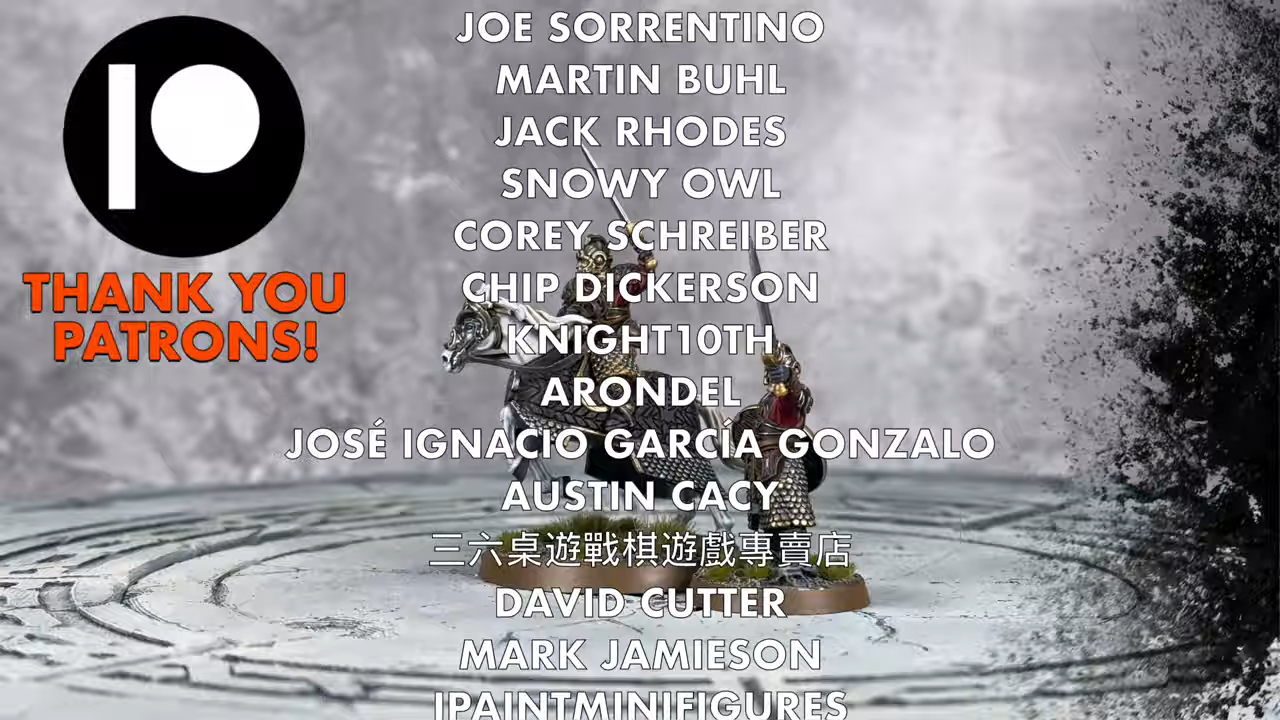 THANK YOU
PATRONS!
JOE SORRENTINO
MARTIN BUHL
JACK RHODES
SNOWY OWL
COREY SCHREIBER
CHIP DICKERSON
KNIGHT10TH
ARONDEL
JOSÉ IGNACIO GARCÍA GONZALO
AUSTIN CACY
三六桌遊戰棋遊戲專賣店
DAVID CUTTER
MARK JAMIESON
IPAINTMINIFIGURES